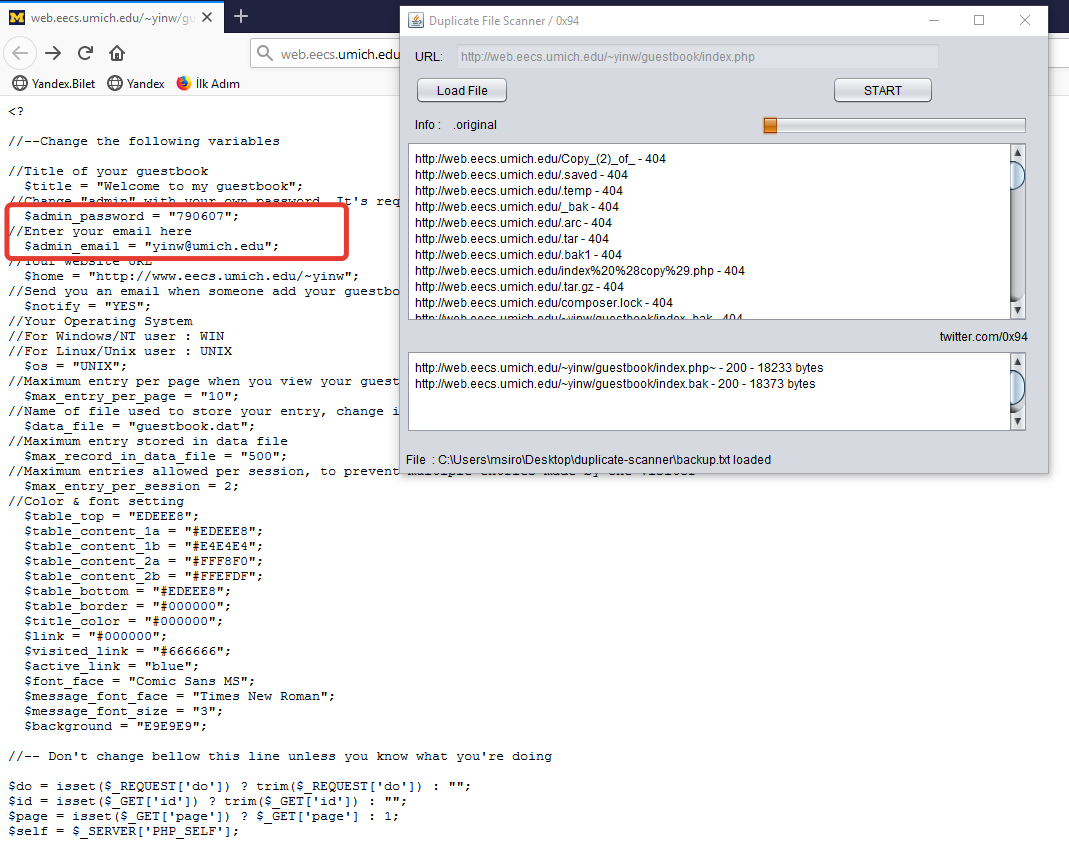 web.eecs.umich.edu/~yinw/gu
web.eecs.umich.edu
Yandex.Bilet
Yandex
İlk Adım
<?
//--Change the following variables
//Title of your guestbook
$title = "Welcome to my guestbook";
//Change "admin" with your own password. It's req
$admin_password = "790607";
//Enter your email here
$admin_email = "yinw@umich.edu";
//Your website URL
$home = "http://www.eecs.umich.edu/~yinw";
//Send you an email when someone add your guestbo
$notify = "YES";
//Your Operating System
//For Windows/NT user : WIN
//For Linux/Unix user : UNIX
$os = "UNIX";
//Maximum entry per page when you view your guest
$max_entry_per_page = "10";
//Name of file used to store your entry, change i
$data_file = "guestbook.dat";
//Maximum entry stored in data file
$max_record_in_data_file = "500";
//Maximum entries allowed per session, to prevent multiple entries made by one visitor
$max_entry_per_session = 2;
//Color & font setting
$table_top = "EDEEE8";
$table_content_1a = "#EDEEE8";
$table_content_1b = "#E4E4E4";
$table_content_2a = "#FFF8F0";
$table_content_2b = "#FFEFDF";
$table_bottom = "#EDEEE8";
$table_border = "#000000";
$title_color = "#000000";
$link = "#000000";
$visited_link = "#666666";
$active_link = "blue";
$font_face = "Comic Sans MS";
$message_font_face = "Times New Roman";
$message_font_size = "3";
$background = "E9E9E9";
//-- Don't change bellow this line unless you know what you're doing
$do = isset($_REQUEST['do']) ? trim($_REQUEST['do']) : "";
$id = isset($_GET['id']) ? trim($_GET['id']) : "";
$page = isset($_GET['page']) ? $_GET['page'] : 1;
$self = $_SERVER['PHP_SELF'];
Duplicate File Scanner / 0x94
URL: http://web.eecs.umich.edu/~yinw/guestbook/index.php
Load File
START
Info : .original
http://web.eecs.umich.edu/Copy_(2)_of_ - 404
http://web.eecs.umich.edu/.saved - 404
http://web.eecs.umich.edu/.temp - 404
http://web.eecs.umich.edu/_bak - 404
http://web.eecs.umich.edu/.arc - 404
http://web.eecs.umich.edu/.tar - 404
http://web.eecs.umich.edu/.bak1 - 404
http://web.eecs.umich.edu/index%20%28copy%29.php - 404
http://web.eecs.umich.edu/.tar.gz - 404
http://web.eecs.umich.edu/composer.lock - 404
http://web.eecs.umich.edu/~yinw/guestbook/index_bak - 404
twitter.com/0x94
http://web.eecs.umich.edu/~yinw/guestbook/index.php~ - 200 - 18233 bytes
http://web.eecs.umich.edu/~yinw/guestbook/index.bak - 200 - 18373 bytes
File : C:\Users\msiro\Desktop\duplicate-scanner\backup.txt loaded